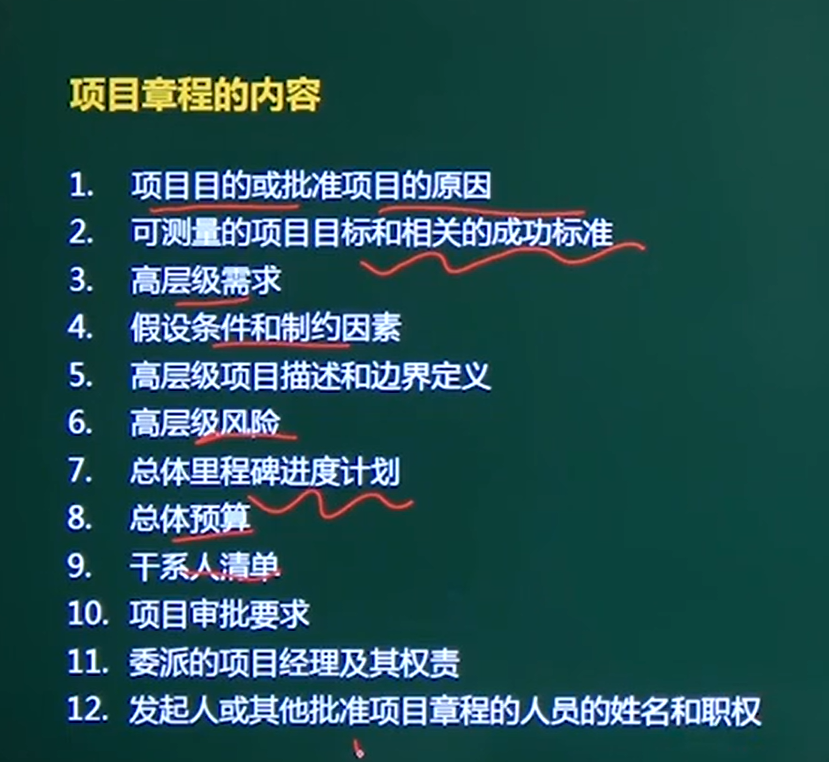 项目章程的内容
1. 项目目的或批准项目的原因
2. 可测量的项目目标和相关的成功标准
3. 高层级需求
4. 假设条件和制约因素
5. 高层级项目描述和边界定义
6. 高层级风险
7. 总体里程碑进度计划
8. 总体预算
9. 干系人清单
10. 项目审批要求
11. 委派的项目经理及其权责
12. 发起人或其他批准项目章程的人员的姓名和职权